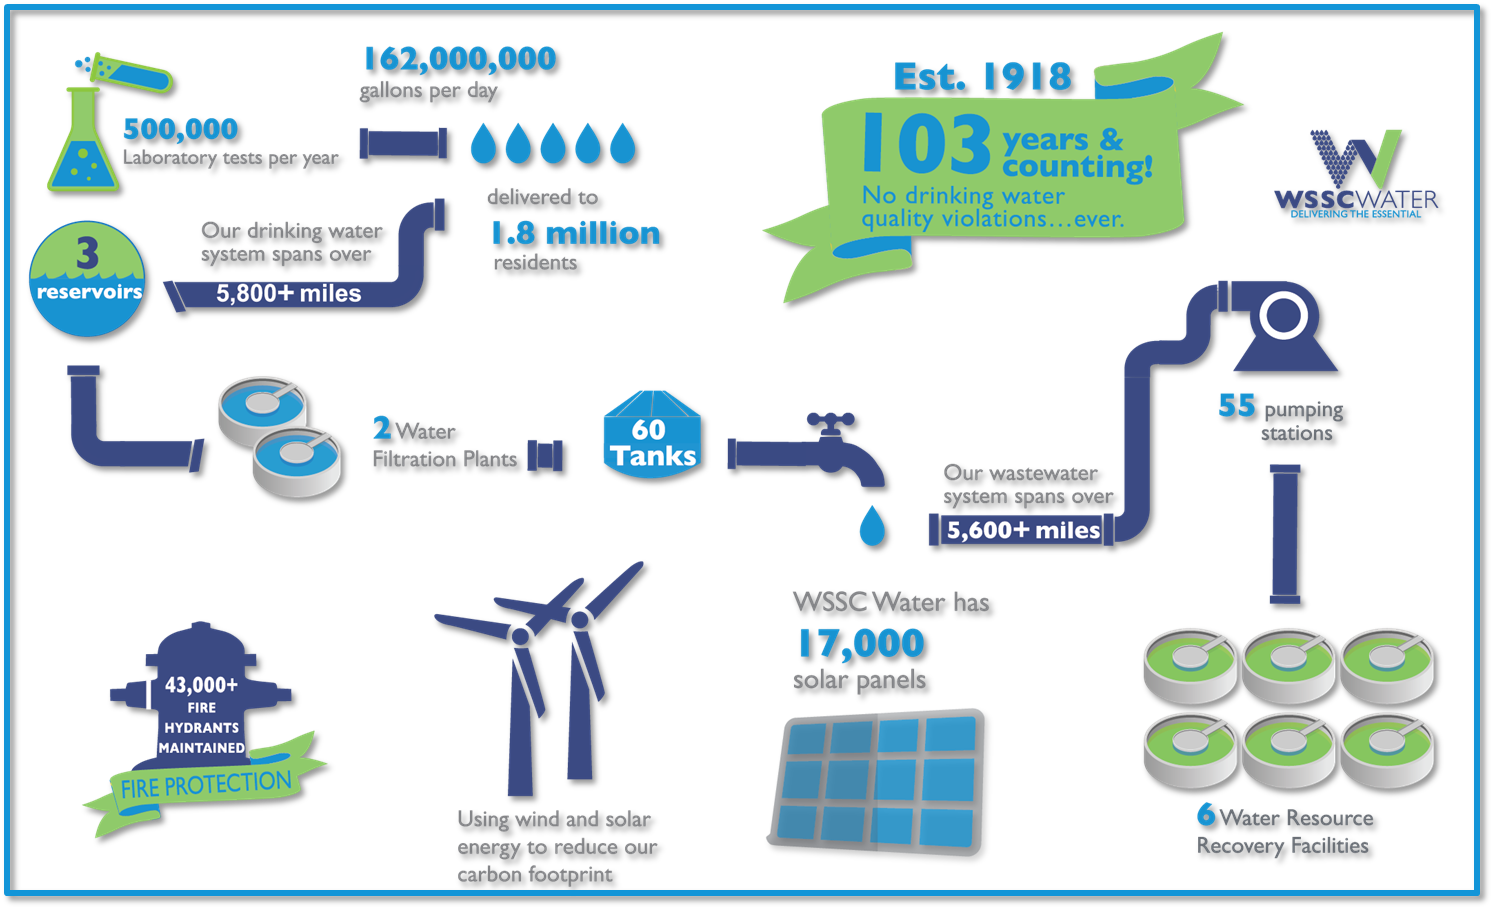 500,000
Laboratory tests per year
162,000,000
gallons per day
delivered to
1.8 million
residents
Est. 1918
103 years &
counting!
No drinking water
quality violations...ever.
WSSCWATER
DELIVERING THE ESSENTIAL
3
reservoirs
Our drinking water
system spans over
5,800+ miles
2 Water
Filtration Plants
60
Tanks
Our wastewater
system spans over
5,600+ miles
55 pumping
stations
43,000+
FIRE
HYDRANTS
MAINTAINED
FIRE PROTECTION
Using wind and solar
energy to reduce our
carbon footprint
WSSC Water has
17,000
solar panels
6 Water Resource
Recovery Facilities